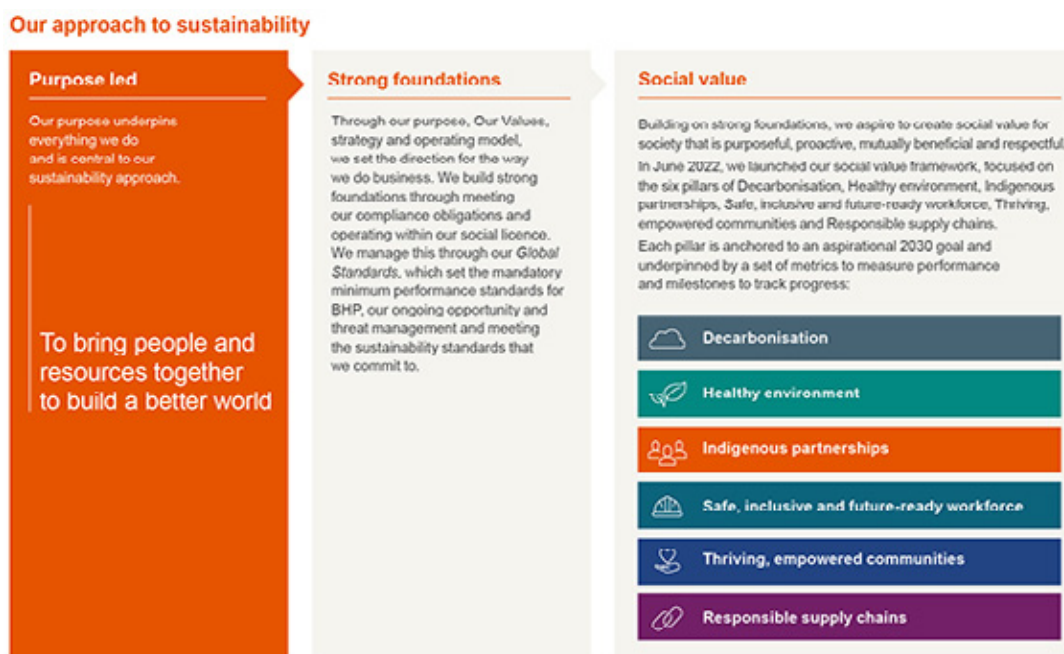 Our approach to sustainability
Purpose led
Our purpose underpins
everything we do
and is central to our
sustainability approach.
To bring people and
resources together
to build a better world
Strong foundations
Through our purpose, Our Values,
strategy and operating model,
we set the direction for the way
we do business. We build strong
foundations through meeting
our compliance obligations and
operating within our social licence.
We manage this through our Global
Standards, which set the mandatory
minimum performance standards for
BHP, our ongoing opportunity and
threat management and meeting
the sustainability standards that
we commit to.
Social value
Building on strong foundations, we aspire to create social value for
society that is purposeful, proactive, mutually beneficial and respectful.
In June 2022, we launched our social value framework, focused on
the six pillars of Decarbonisation, Healthy environment, Indigenous
partnerships, Safe, inclusive and future-ready workforce, Thriving,
empowered communities and Responsible supply chains.
Each pillar is anchored to an aspirational 2030 goal and
underpinned by a set of metrics to measure performance
and milestones to track progress:
Decarbonisation
Healthy environment
Indigenous partnerships
Safe, inclusive and future-ready workforce
Thriving, empowered communities
Responsible supply chains